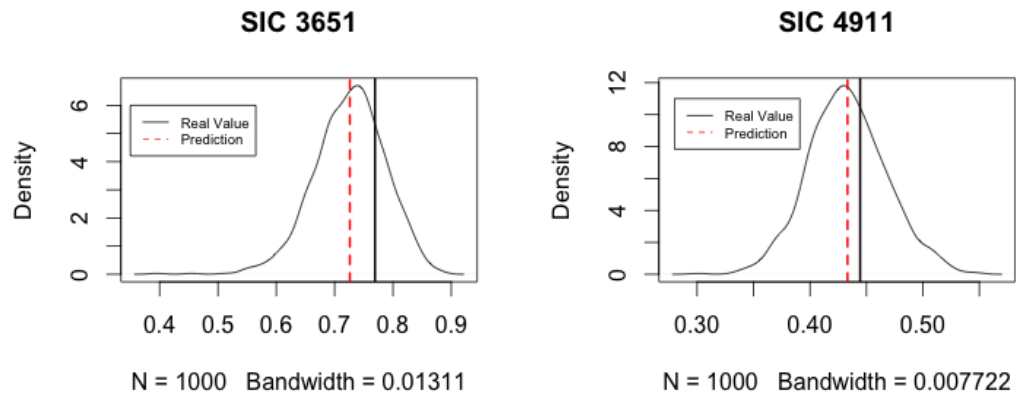 SIC 3651
Density
6
4
2
0
Real Value
Prediction
0.4 0.5 0.6 0.7 0.8 0.9
N = 1000 Bandwidth = 0.01311
SIC 4911
Density
12
8
4
0
Real Value
Prediction
0.30 0.40 0.50
N = 1000 Bandwidth = 0.007722